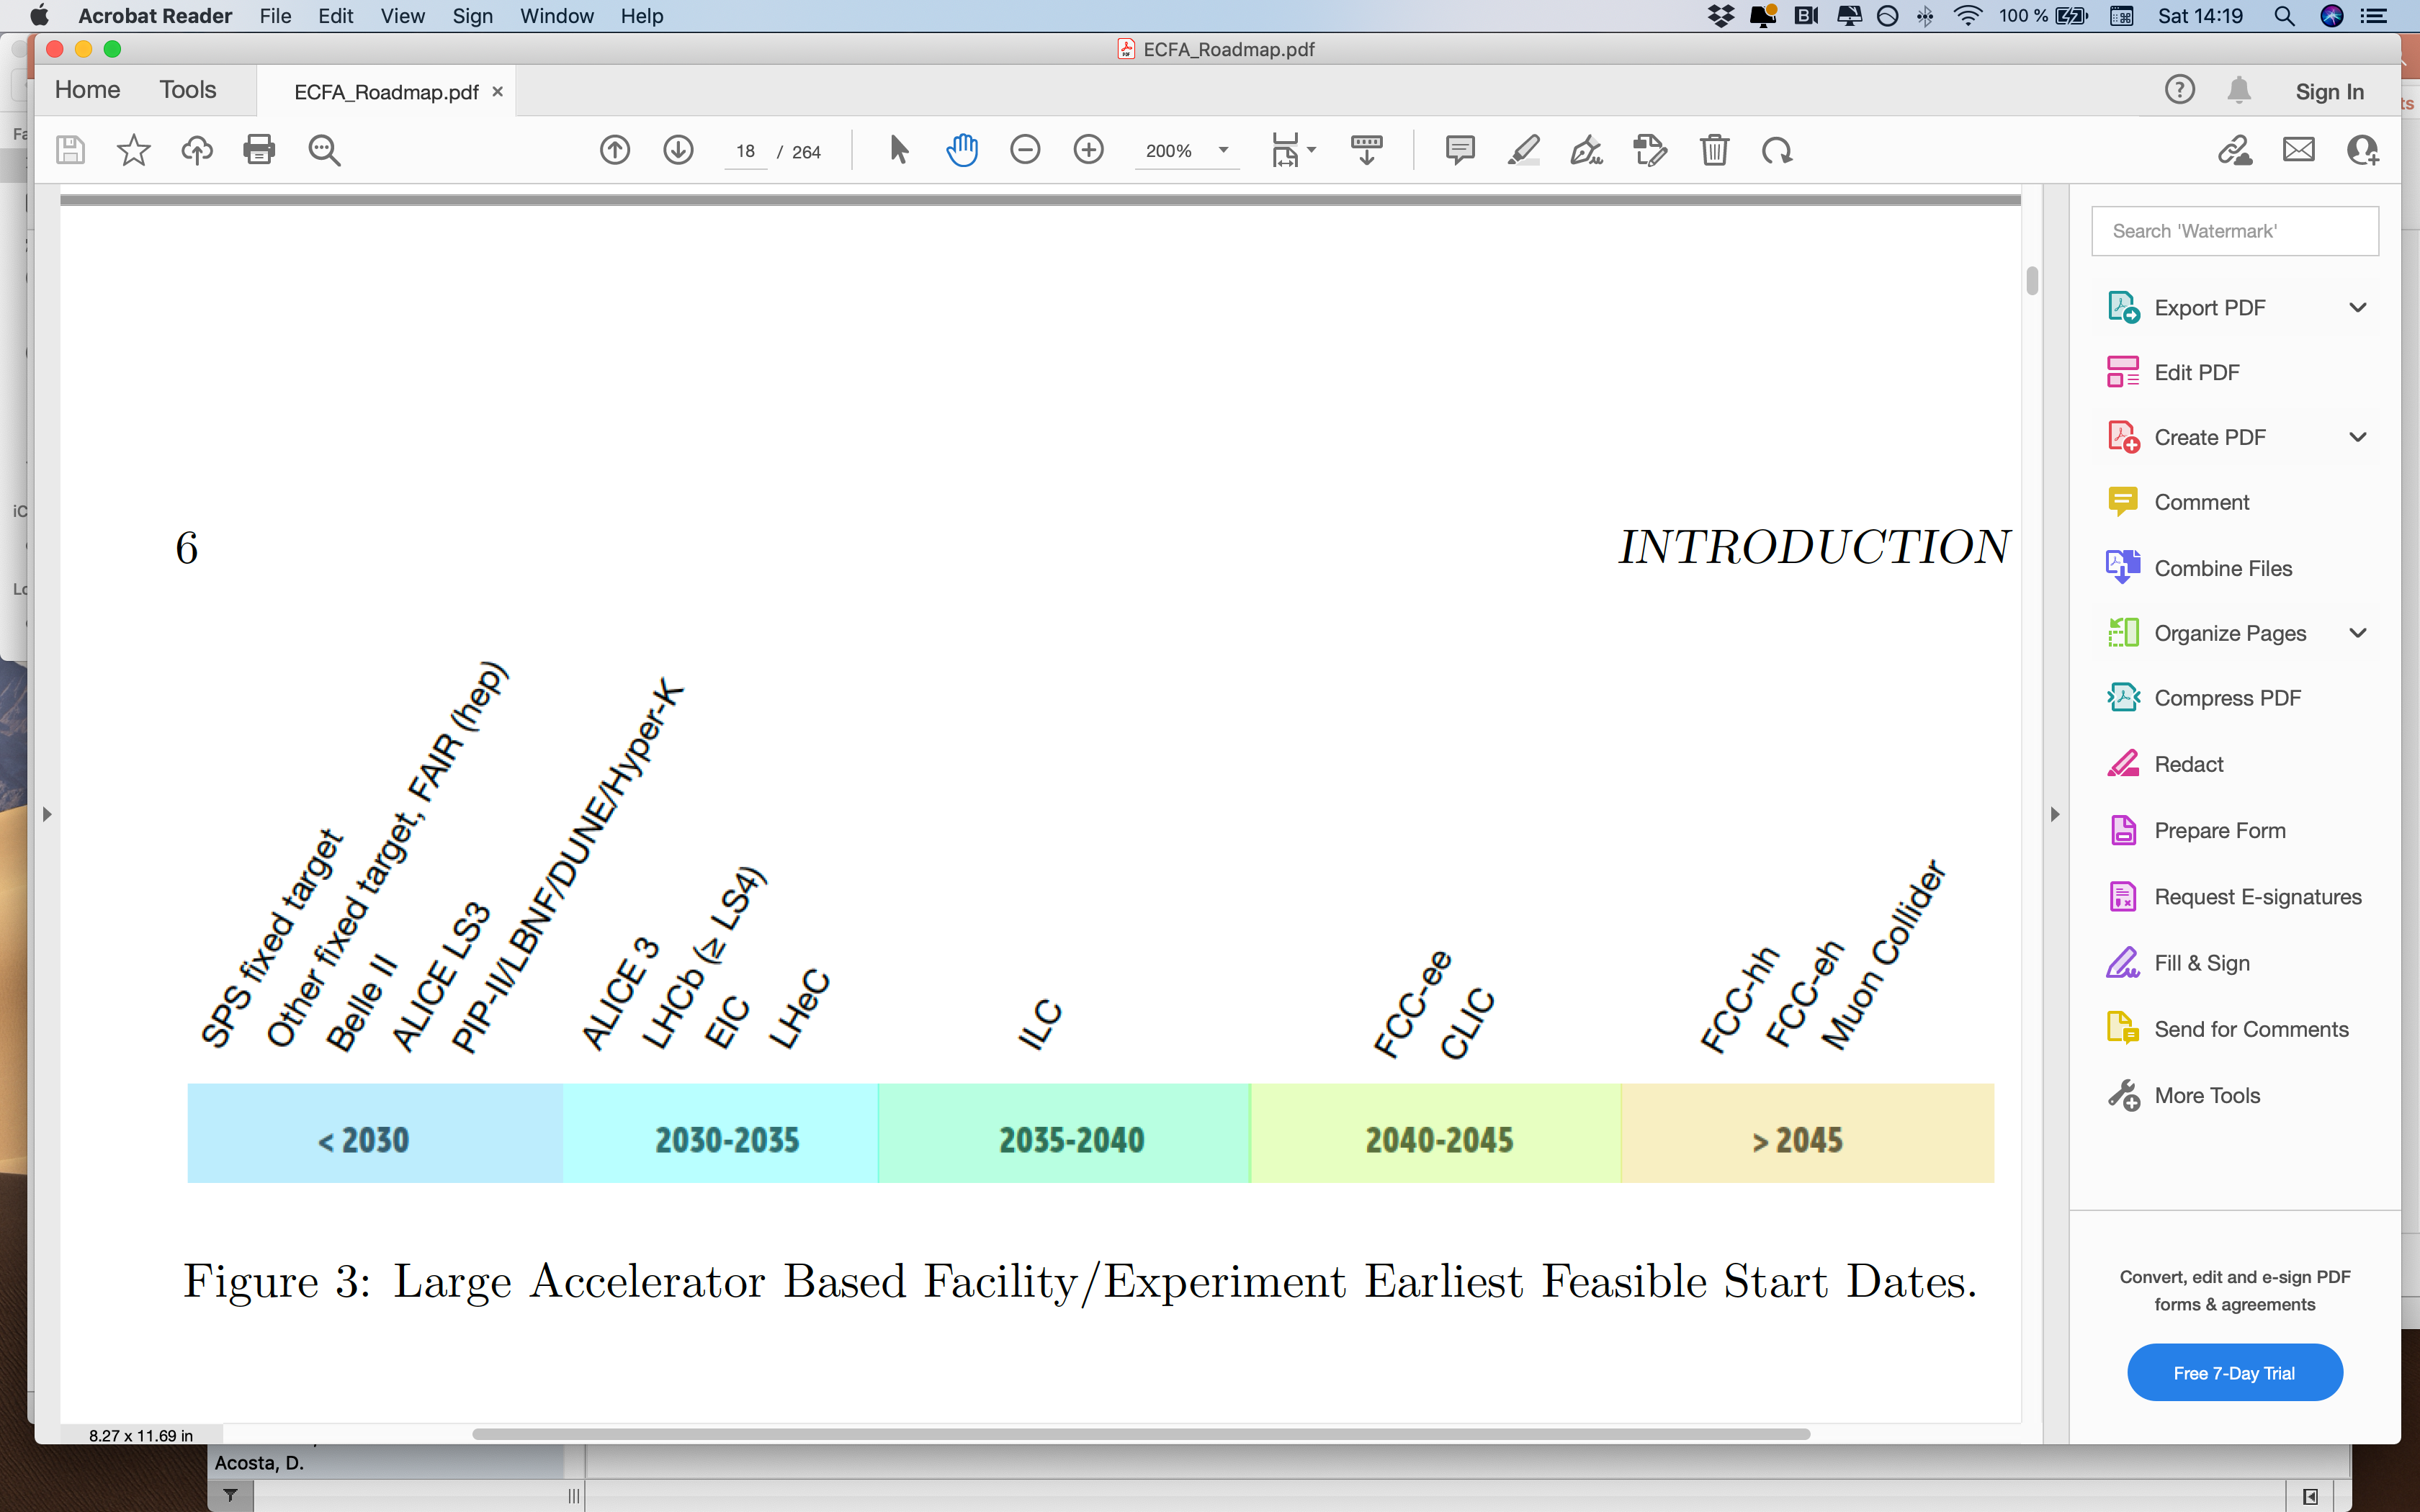 Acrobat Reader File Edit View Sign Window Help 100 % Sat 14:19
ECFA_Roadmap.pdf
Home Tools ECFA_Roadmap.pdf × Sign In
18 / 264 200%
Search 'Watermark'
Export PDF
Edit PDF
Create PDF
Comment
Combine Files
Organize Pages
Compress PDF
Redact
Prepare Form
Request E-signatures
Fill & Sign
Send for Comments
More Tools
Convert, edit and e-sign PDF
forms & agreements
Free 7-Day Trial
6 INTRODUCTION
SPS fixed target
Other fixed target, FAIR (hep)
Belle II
ALICE LS3
PIP-II/LBNF/DUNE/Hyper-K
ALICE 3
LHCb (≥ LS4)
EIC
LHeC
ILC
FCC-ee
CLIC
FCC-hh
FCC-eh
Muon Collider
< 2030 2030-2035 2035-2040 2040-2045 > 2045
Figure 3: Large Accelerator Based Facility/Experiment Earliest Feasible Start Dates.
8.27 x 11.69 in
Acosta, D.